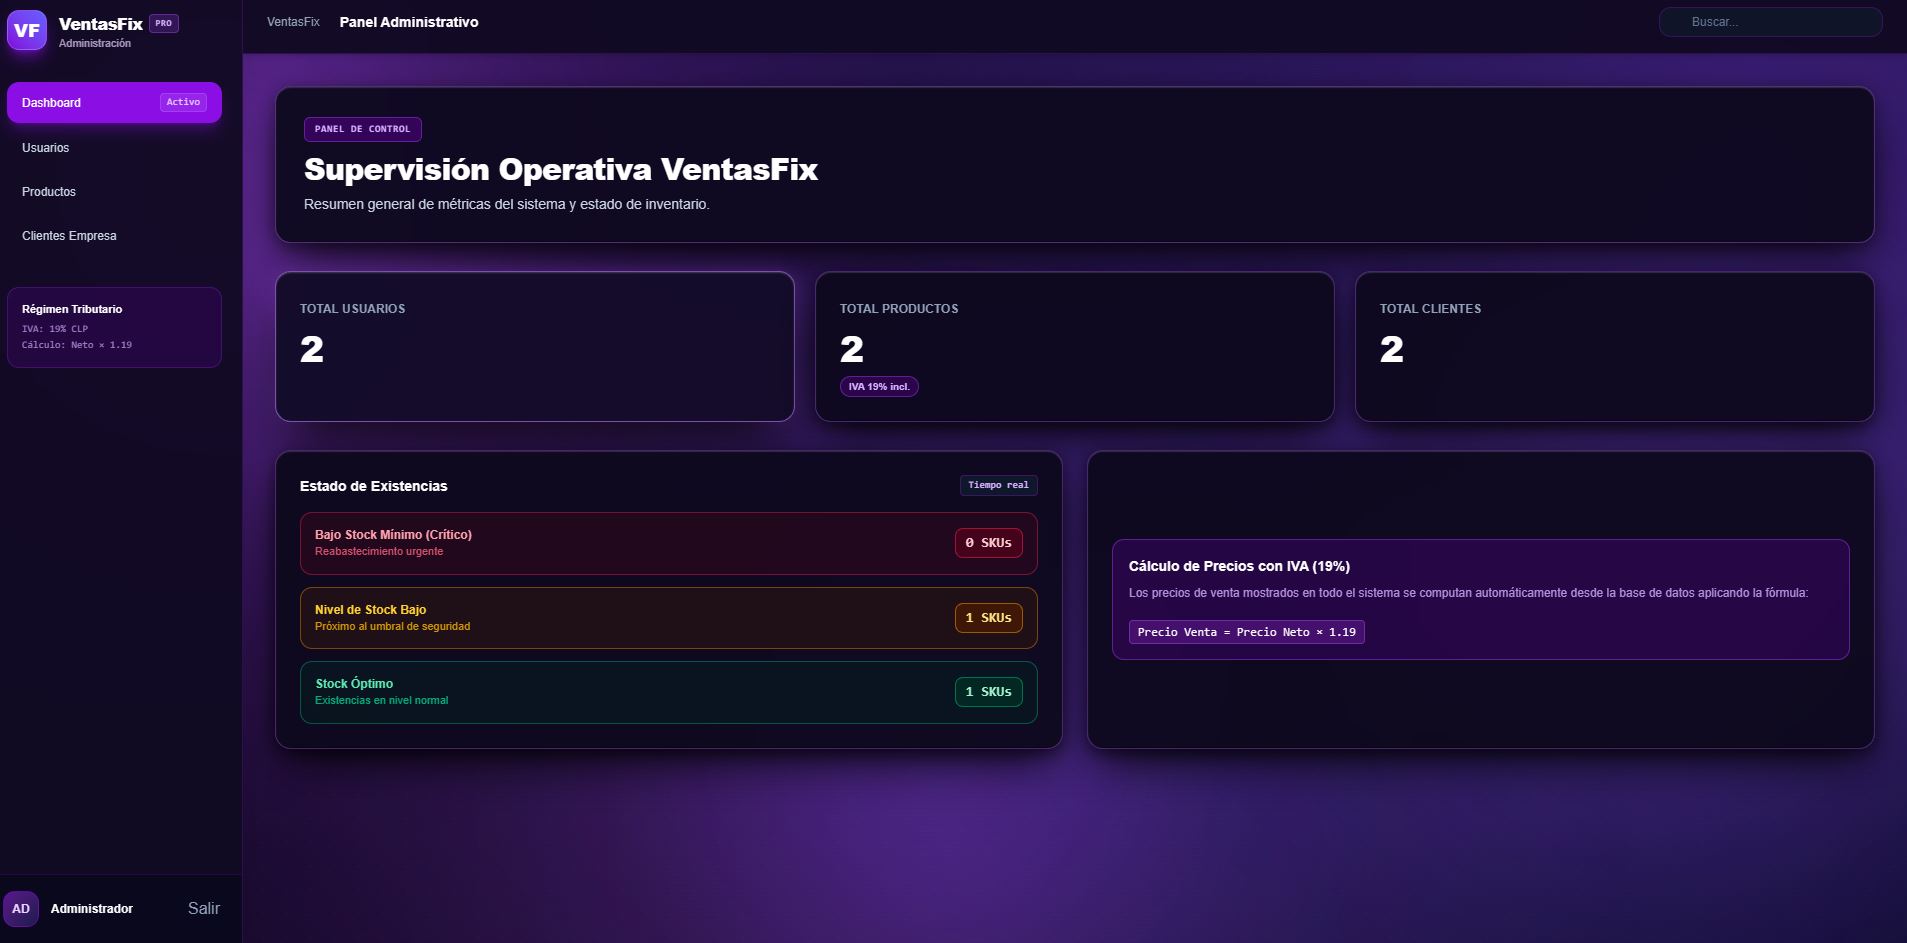 VF
VentasFix PRO
Administración
Dashboard Activo
Usuarios
Productos
Clientes Empresa
Régimen Tributario
IVA: 19% CLP
Cálculo: Neto × 1.19
AD Administrador Salir
VentasFix Panel Administrativo
Buscar...
PANEL DE CONTROL
Supervisión Operativa VentasFix
Resumen general de métricas del sistema y estado de inventario.
TOTAL USUARIOS
2
TOTAL PRODUCTOS
2
IVA 19% incl.
TOTAL CLIENTES
2
Estado de Existencias Tiempo real
Bajo Stock Mínimo (Crítico)
Reabastecimiento urgente
0 SKUs
Nivel de Stock Bajo
Próximo al umbral de seguridad
1 SKUs
Stock Óptimo
Existencias en nivel normal
1 SKUs
Cálculo de Precios con IVA (19%)
Los precios de venta mostrados en todo el sistema se computan automáticamente desde la base de datos aplicando la fórmula:
Precio Venta = Precio Neto × 1.19